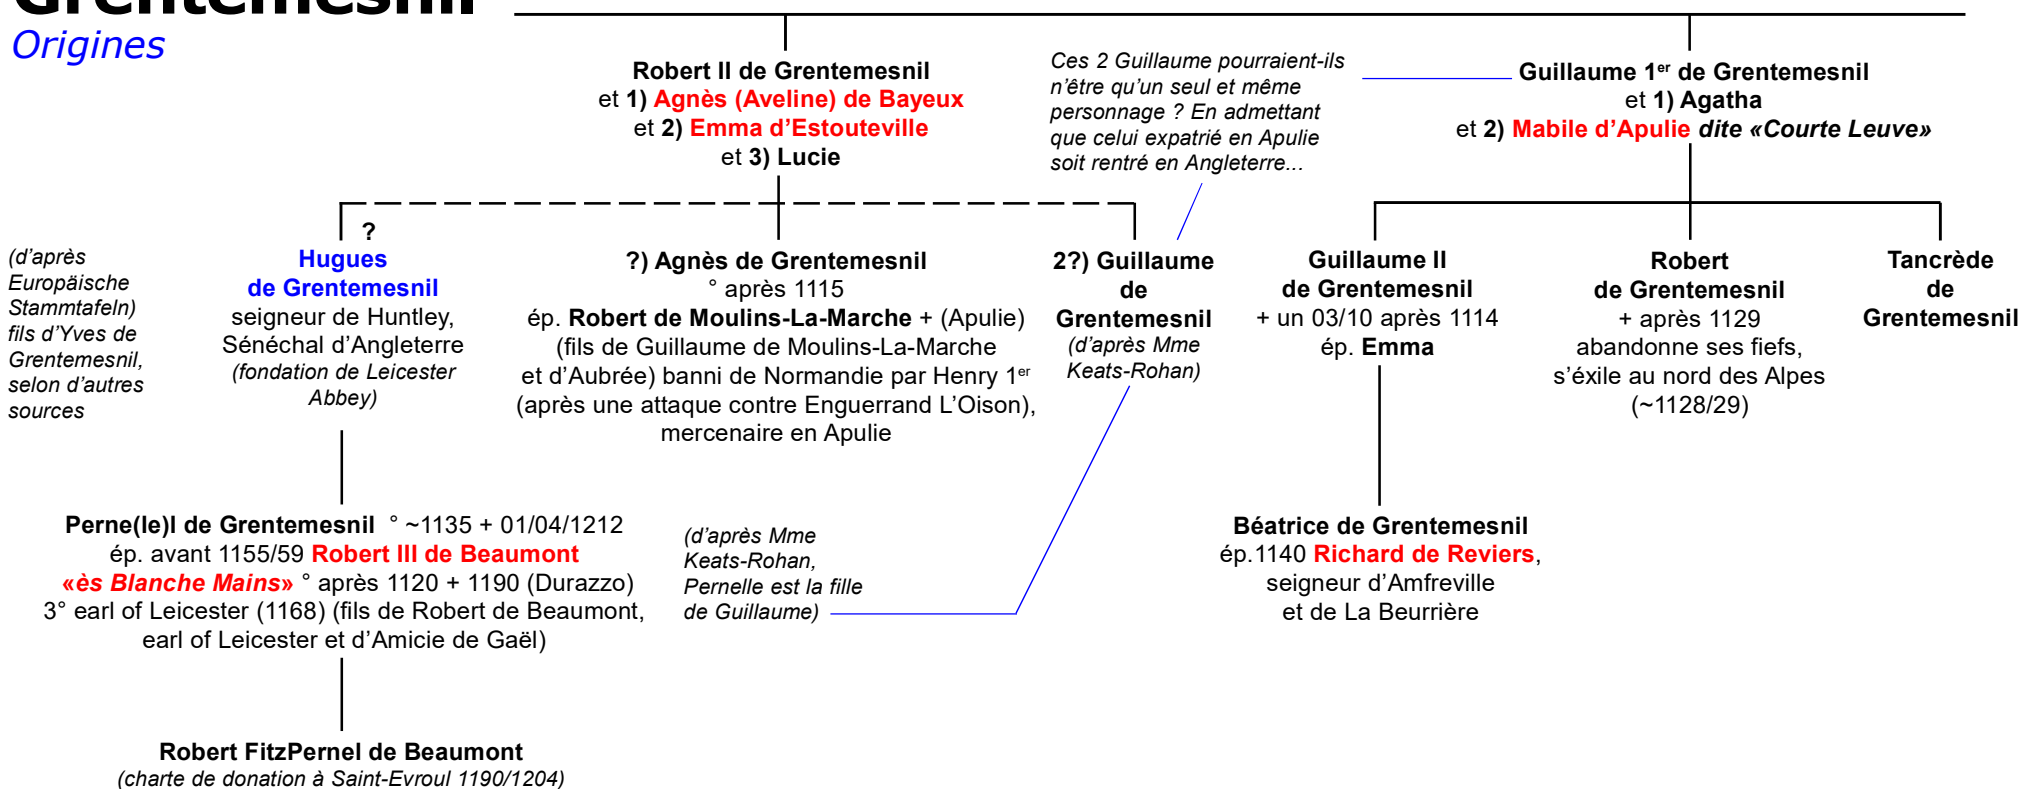 Grentemesnil
Origines
Robert II de Grentemesnil
et 1) Agnès (Aveline) de Bayeux
et 2) Emma d’Estouteville
et 3) Lucie
Ces 2 Guillaume pourraient-ils
n’être qu’un seul et même
personnage ? En admettant
que celui expatrié en Apulie
soit rentré en Angleterre...
Guillaume 1er de Grentemesnil
et 1) Agatha
et 2) Mabile d’Apulie dite «Courte Leuve»
(d’après
Europäische
Stammtafeln)
fils d’Yves de
Grentemesnil,
selon d’autres
sources
?
Hugues
de Grentemesnil
seigneur de Huntley,
Sénéchal d’Angleterre
(fondation de Leicester
Abbey)
?) Agnès de Grentemesnil
° après 1115
ép. Robert de Moulins-La-Marche + (Apulie)
(fils de Guillaume de Moulins-La-Marche
et d’Aubrée) banni de Normandie par Henry 1er
(après une attaque contre Enguerrand L’Oison),
mercenaire en Apulie
2?) Guillaume
de
Grentemesnil
(d’après Mme
Keats-Rohan)
Guillaume II
de Grentemesnil
+ un 03/10 après 1114
ép. Emma
Robert
de Grentemesnil
+ après 1129
abandonne ses fiefs,
s’éxile au nord des Alpes
(~1128/29)
Tancrède
de
Grentemesnil
Perne(le)l de Grentemesnil ° ~1135 + 01/04/1212
ép. avant 1155/59 Robert III de Beaumont
«ès Blanche Mains» ° après 1120 + 1190 (Durazzo)
3° earl of Leicester (1168) (fils de Robert de Beaumont,
earl of Leicester et d’Amicie de Gaël)
(d’après Mme
Keats-Rohan,
Pernelle est la fille
de Guillaume)
Béatrice de Grentemesnil
ép.1140 Richard de Reviers,
seigneur d’Amfreville
et de La Beurrière
Robert FitzPernel de Beaumont
(charte de donation à Saint-Evroul 1190/1204)